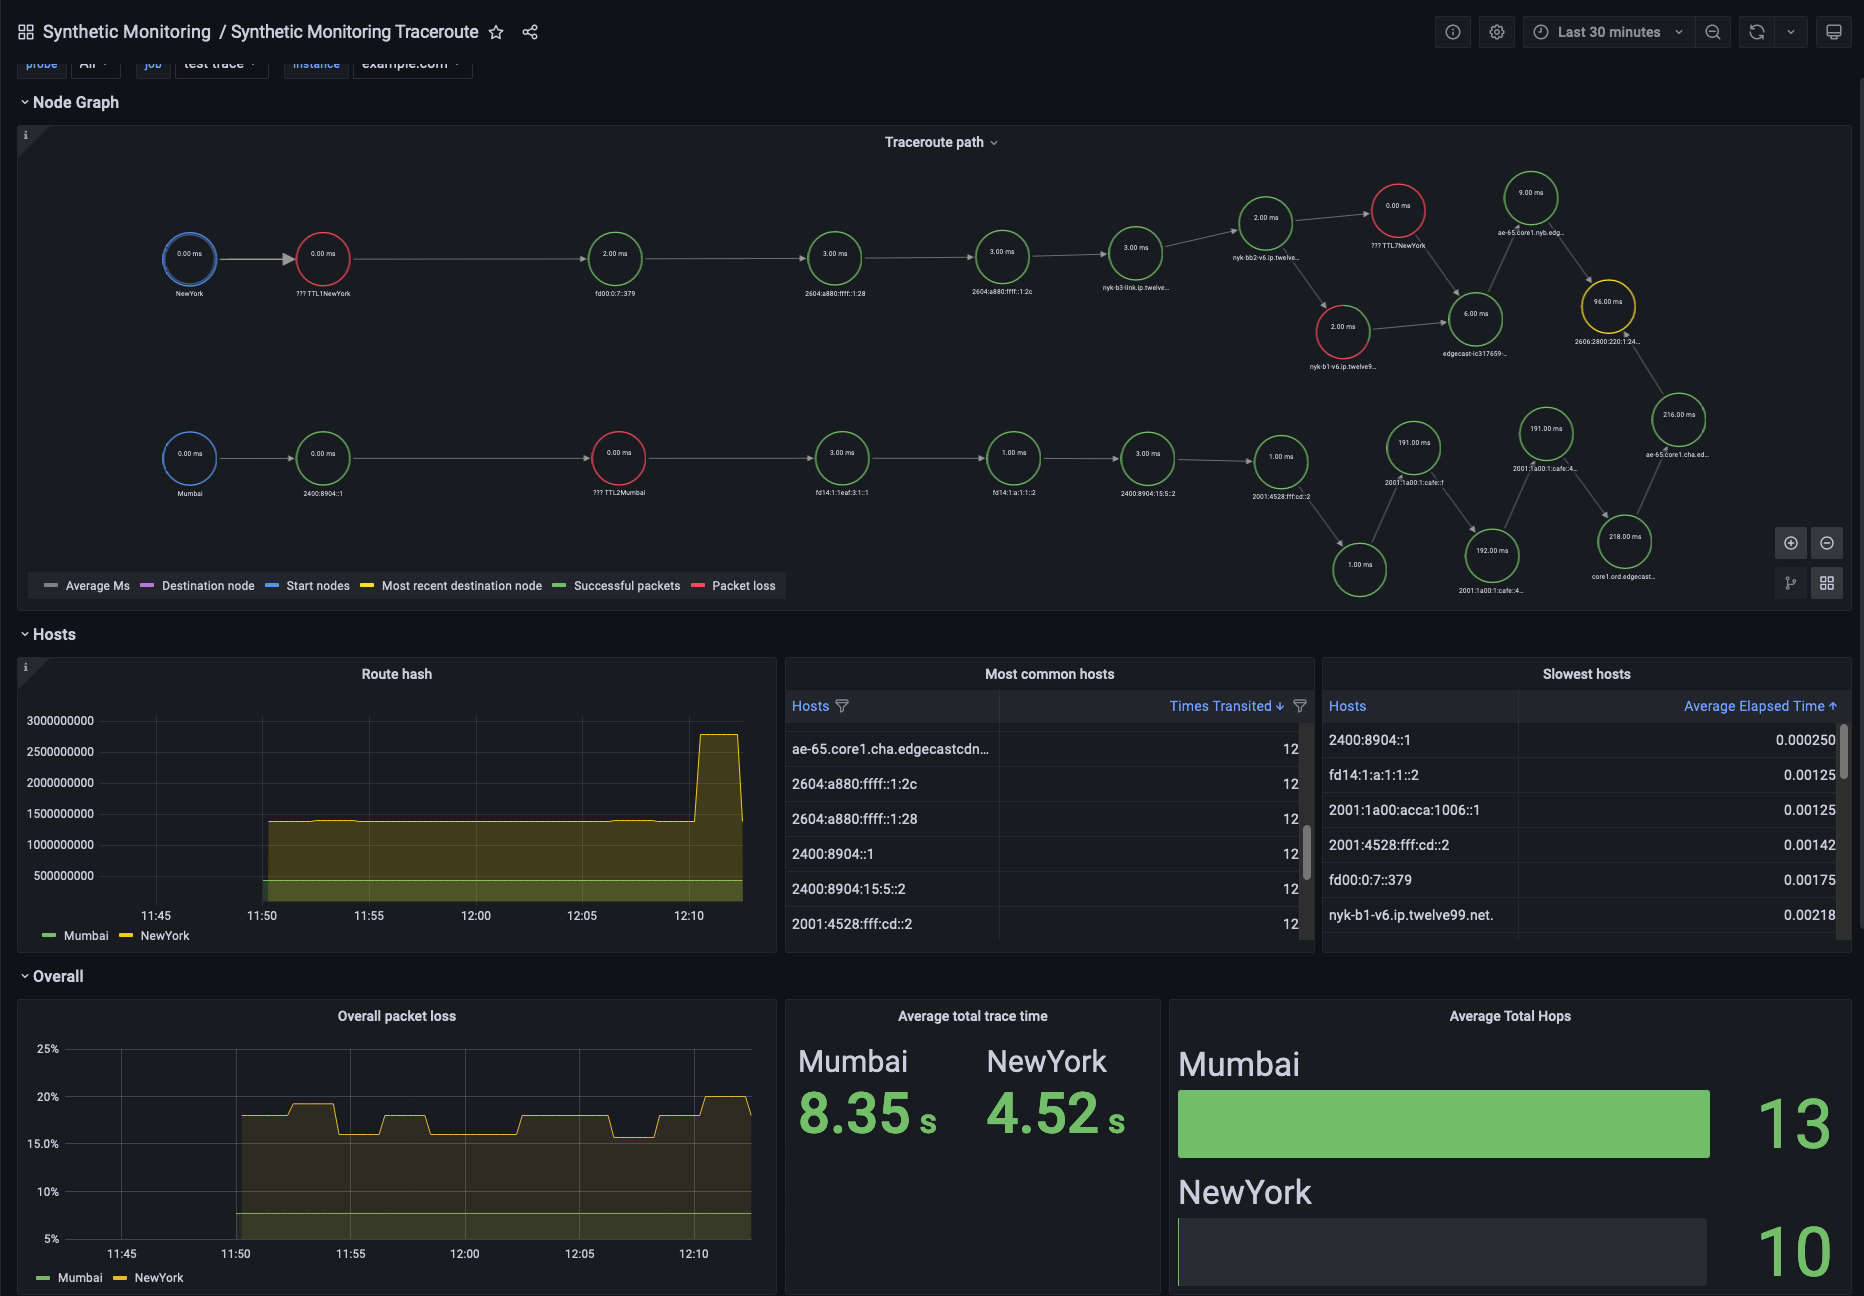 Synthetic Monitoring / Synthetic Monitoring Traceroute
Last 30 minutes
probe All job test trace instance example.com
Node Graph
Traceroute path
9.00 ms
ae-65.core1.nyb.edg...
0.00 ms
??? TTL7NewYork
2.00 ms
nyk-bb2-v6.ip.twelve...
0.00 ms
NewYork
0.00 ms
??? TTL1NewYork
2.00 ms
fd00:0:7::379
3.00 ms
2604:a880:ffff::1:28
3.00 ms
2604:a880:ffff::1:2c
3.00 ms
nyk-b3-link.ip.twelve...
96.00 ms
2606:2800:220:1:24...
6.00 ms
edgecast-ic317659-...
2.00 ms
nyk-b1-v6.ip.twelve9...
216.00 ms
ae-65.core1.cha.ed...
0.00 ms
Mumbai
0.00 ms
2400:8904::1
0.00 ms
??? TTL2Mumbai
3.00 ms
fd14:1:1eaf:3:1::1
1.00 ms
fd14:1:a:1:1::2
3.00 ms
2400:8904:15:5::2
1.00 ms
2001:4528:fff:cd::2
191.00 ms
2001:1a00:1:cafe::f
191.00 ms
2001:1a00:1:cafe::4...
1.00 ms
192.00 ms
2001:1a00:1:cafe::4...
218.00 ms
core1.ord.edgecast...
Average Ms Destination node Start nodes Most recent destination node Successful packets Packet loss
Hosts
Route hash
3000000000
2500000000
2000000000
1500000000
1000000000
500000000
11:45 11:50 11:55 12:00 12:05 12:10
Mumbai NewYork
Most common hosts
Hosts Times Transited
ae-65.core1.cha.edgecastcdn... 12
2604:a880:ffff::1:2c 12
2604:a880:ffff::1:28 12
2400:8904::1 12
2400:8904:15:5::2 12
2001:4528:fff:cd::2 12
Slowest hosts
Hosts Average Elapsed Time
2400:8904::1 0.000250
fd14:1:a:1:1::2 0.00125
2001:1a00:acca:1006::1 0.00125
2001:4528:fff:cd::2 0.00142
fd00:0:7::379 0.00175
nyk-b1-v6.ip.twelve99.net. 0.00218
Overall
Overall packet loss
25%
20%
15.0%
10%
5%
11:45 11:50 11:55 12:00 12:05 12:10
Mumbai NewYork
Average total trace time
Mumbai NewYork
8.35 s 4.52 s
Average Total Hops
Mumbai
13
NewYork
10